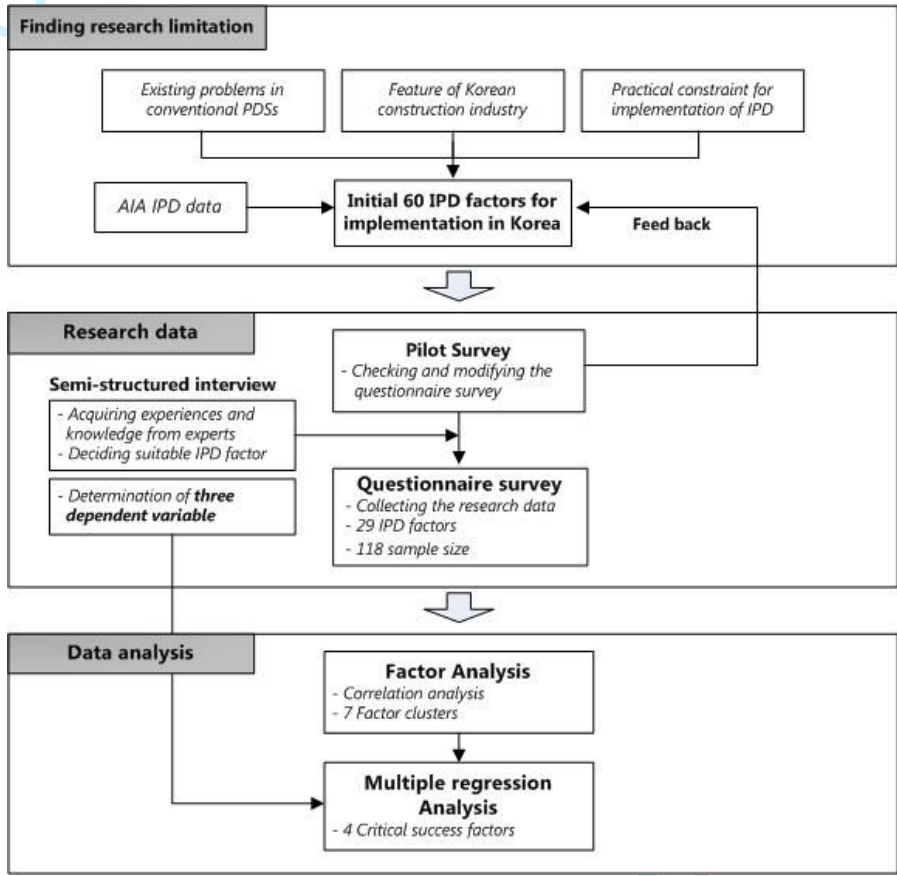 Finding research limitation
Existing problems in
conventional PDSs
Feature of Korean
construction industry
Practical constraint for
implementation of IPD
AIA IPD data
Initial 60 IPD factors for
implementation in Korea
Feed back
Research data
Pilot Survey
- Checking and modifying the
questionnaire survey
Semi-structured interview
- Acquiring experiences and
knowledge from experts
- Deciding suitable IPD factor
- Determination of three
dependent variable
Questionnaire survey
- Collecting the research data
- 29 IPD factors
- 118 sample size
Data analysis
Factor Analysis
- Correlation analysis
- 7 Factor clusters
Multiple regression
Analysis
- 4 Critical success factors